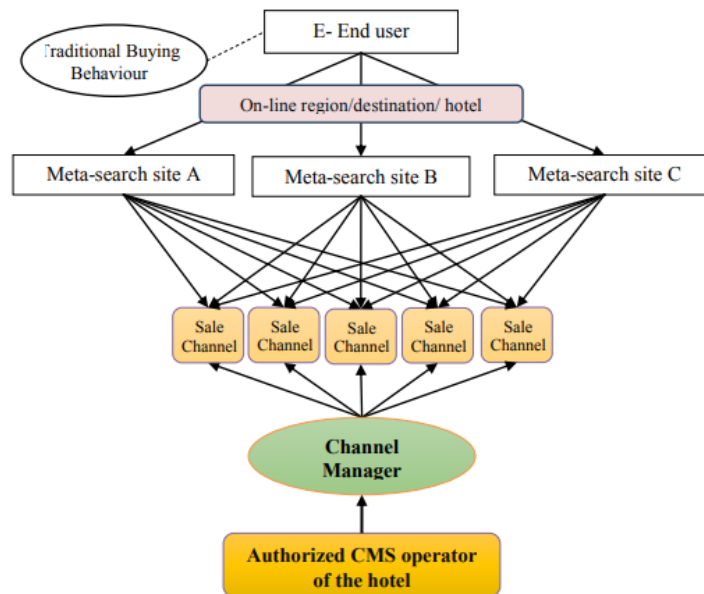 E- End user
Traditional Buying
Behaviour
On-line region/destination/ hotel
Meta-search site A
Meta-search site B
Meta-search site C
Sale
Channel
Sale
Channel
Sale
Channel
Sale
Channel
Sale
Channel
Channel
Manager
Authorized CMS operator
of the hotel